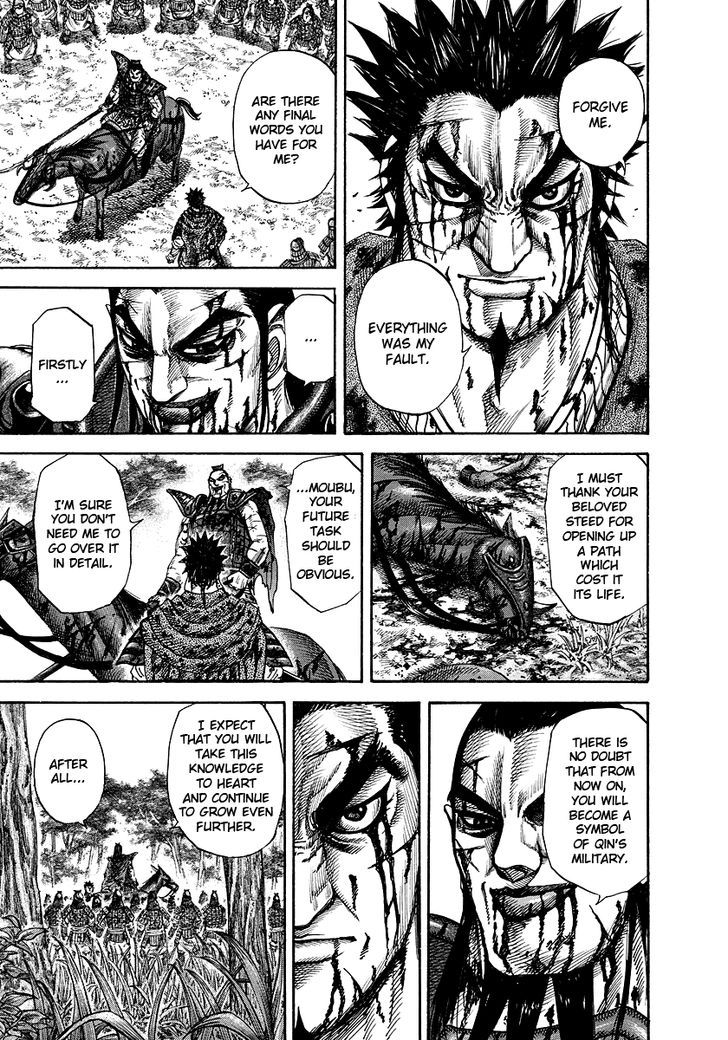 FORGIVE
ME.
EVERYTHING
WAS MY
FAULT.
ARE THERE
ANY FINAL
WORDS YOU
HAVE FOR
ME?
...
FIRSTLY
...
I MUST
THANK YOUR
BELOVED
STEED FOR
OPENING UP
A PATH
WHICH
COST IT
ITS LIFE.
...MOUBU,
YOUR
FUTURE
TASK
SHOULD
BE
OBVIOUS.
I'M SURE
YOU DON'T
NEED ME TO
GO OVER IT
IN DETAIL.
THERE IS
NO DOUBT
THAT FROM
NOW ON,
YOU WILL
BECOME A
SYMBOL
OF QIN'S
MILITARY.
I EXPECT
THAT YOU WILL
TAKE THIS
KNOWLEDGE
TO HEART
AND CONTINUE
TO GROW EVEN
FURTHER.
AFTER
ALL...